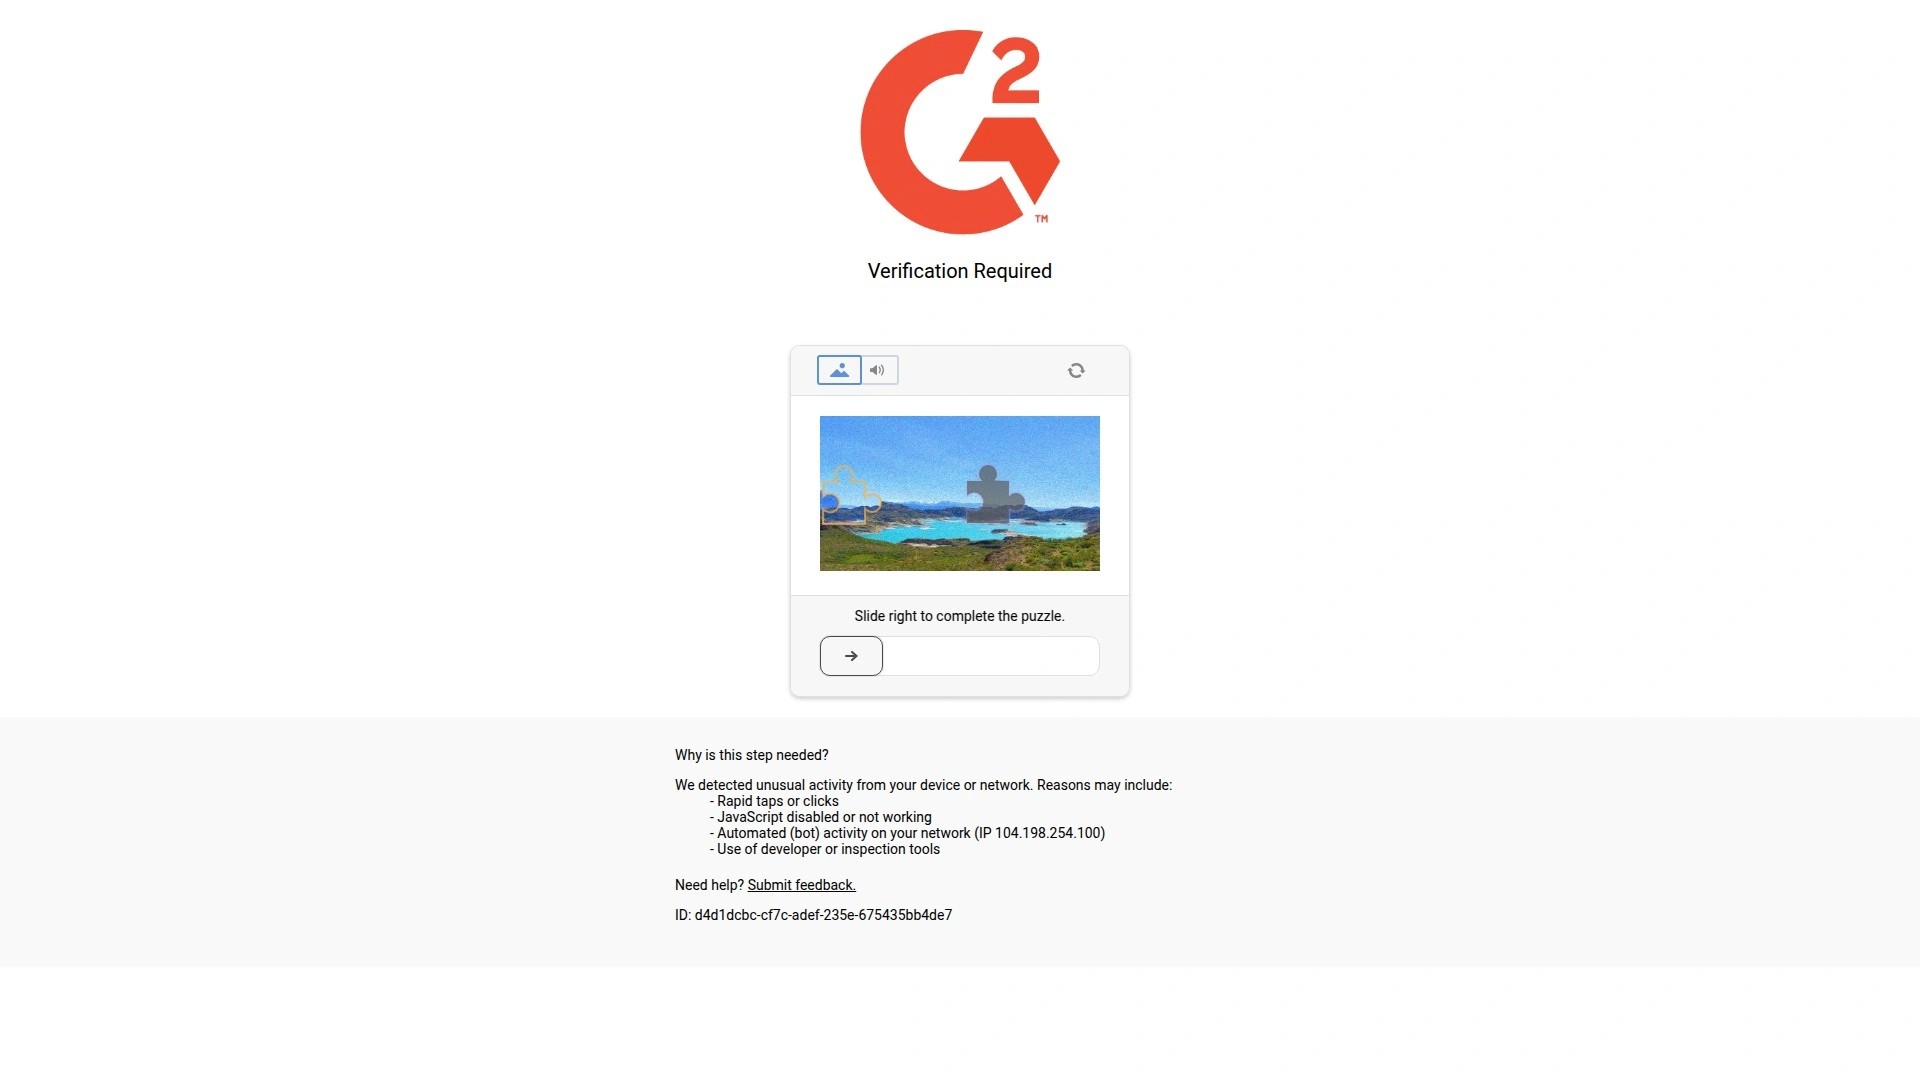 G2
TM
Verification Required
Slide right to complete the puzzle.
Why is this step needed?
We detected unusual activity from your device or network. Reasons may include:
- Rapid taps or clicks
- JavaScript disabled or not working
- Automated (bot) activity on your network (IP 104.198.254.100)
- Use of developer or inspection tools
Need help? Submit feedback.
ID: d4d1dcbc-cf7c-adef-235e-675435bb4de7